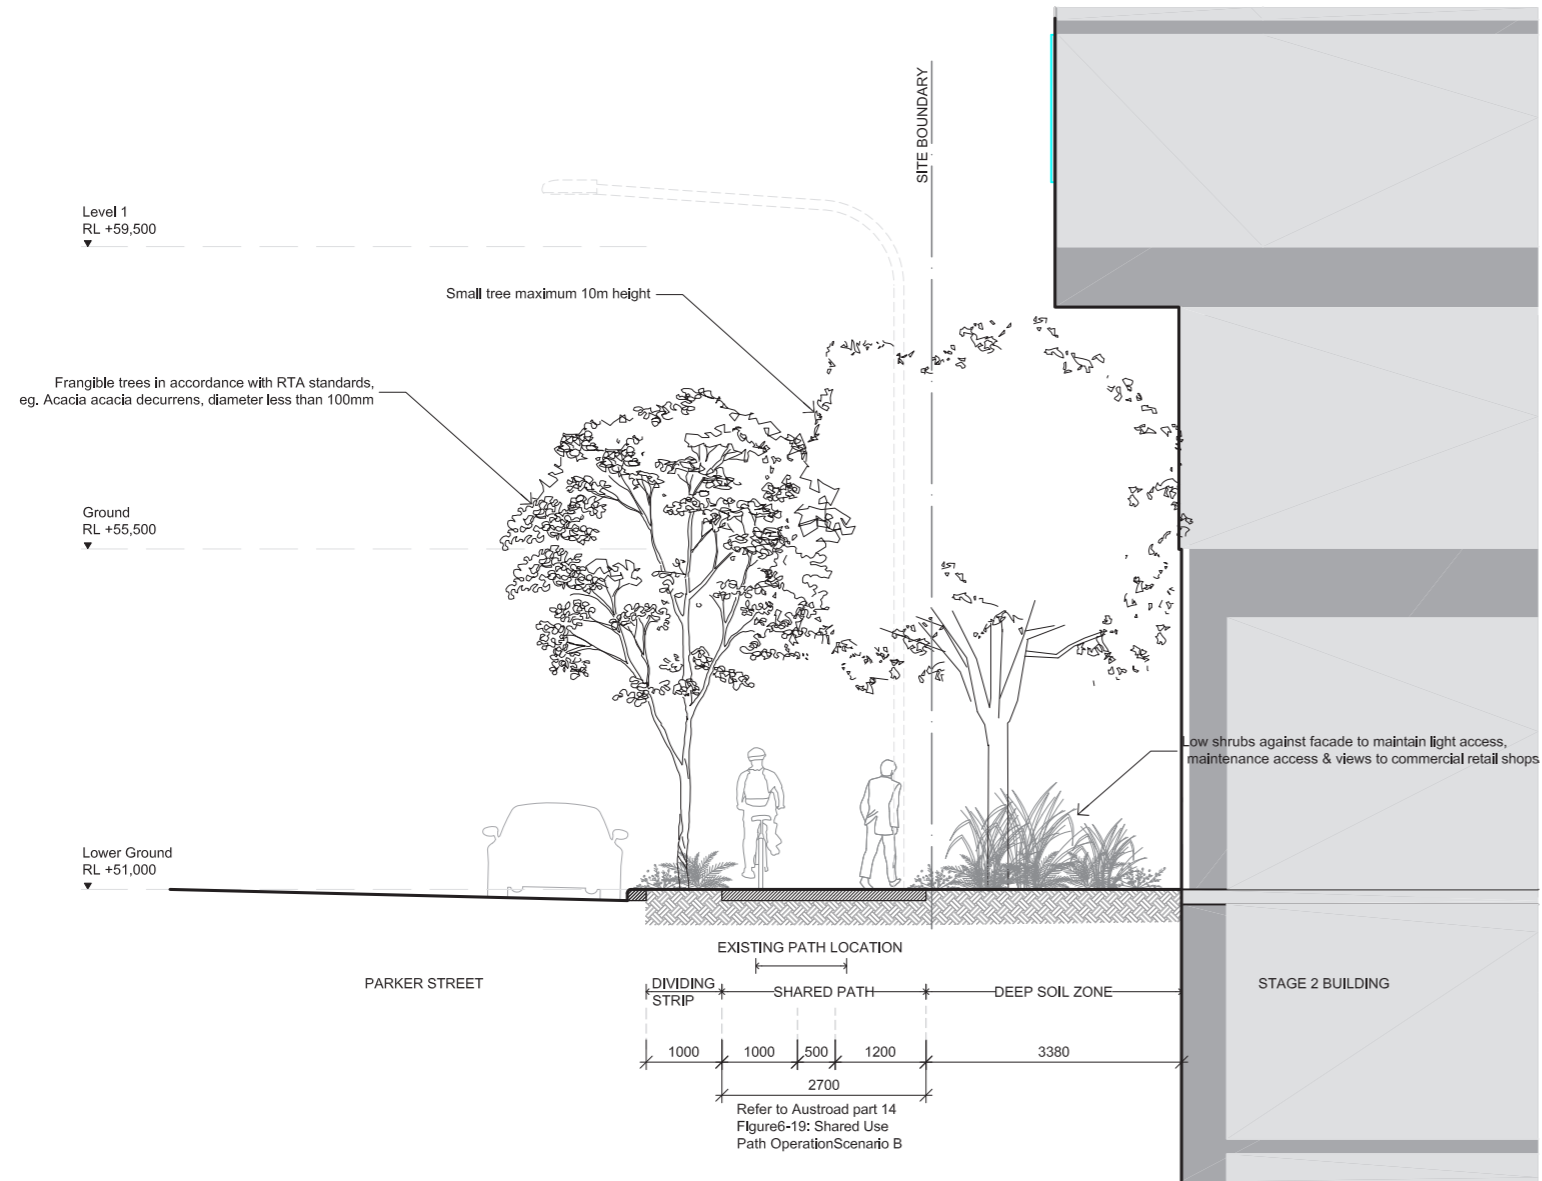 SITE BOUNDARY
Level 1
RL +59,500
Small tree maximum 10m height
Frangible trees in accordance with RTA standards,
eg. Acacia acacia decurrens, diameter less than 100mm
Ground
RL +55,500
Low shrubs against facade to maintain light access,
maintenance access & views to commercial retail shops
Lower Ground
RL +51,000
EXISTING PATH LOCATION
PARKER STREET
DIVIDING
STRIP
SHARED PATH
DEEP SOIL ZONE
STAGE 2 BUILDING
1000
1000
500
1200
3380
2700
Refer to Austroad part 14
FIgure6-19: Shared Use
Path OperationScenario B